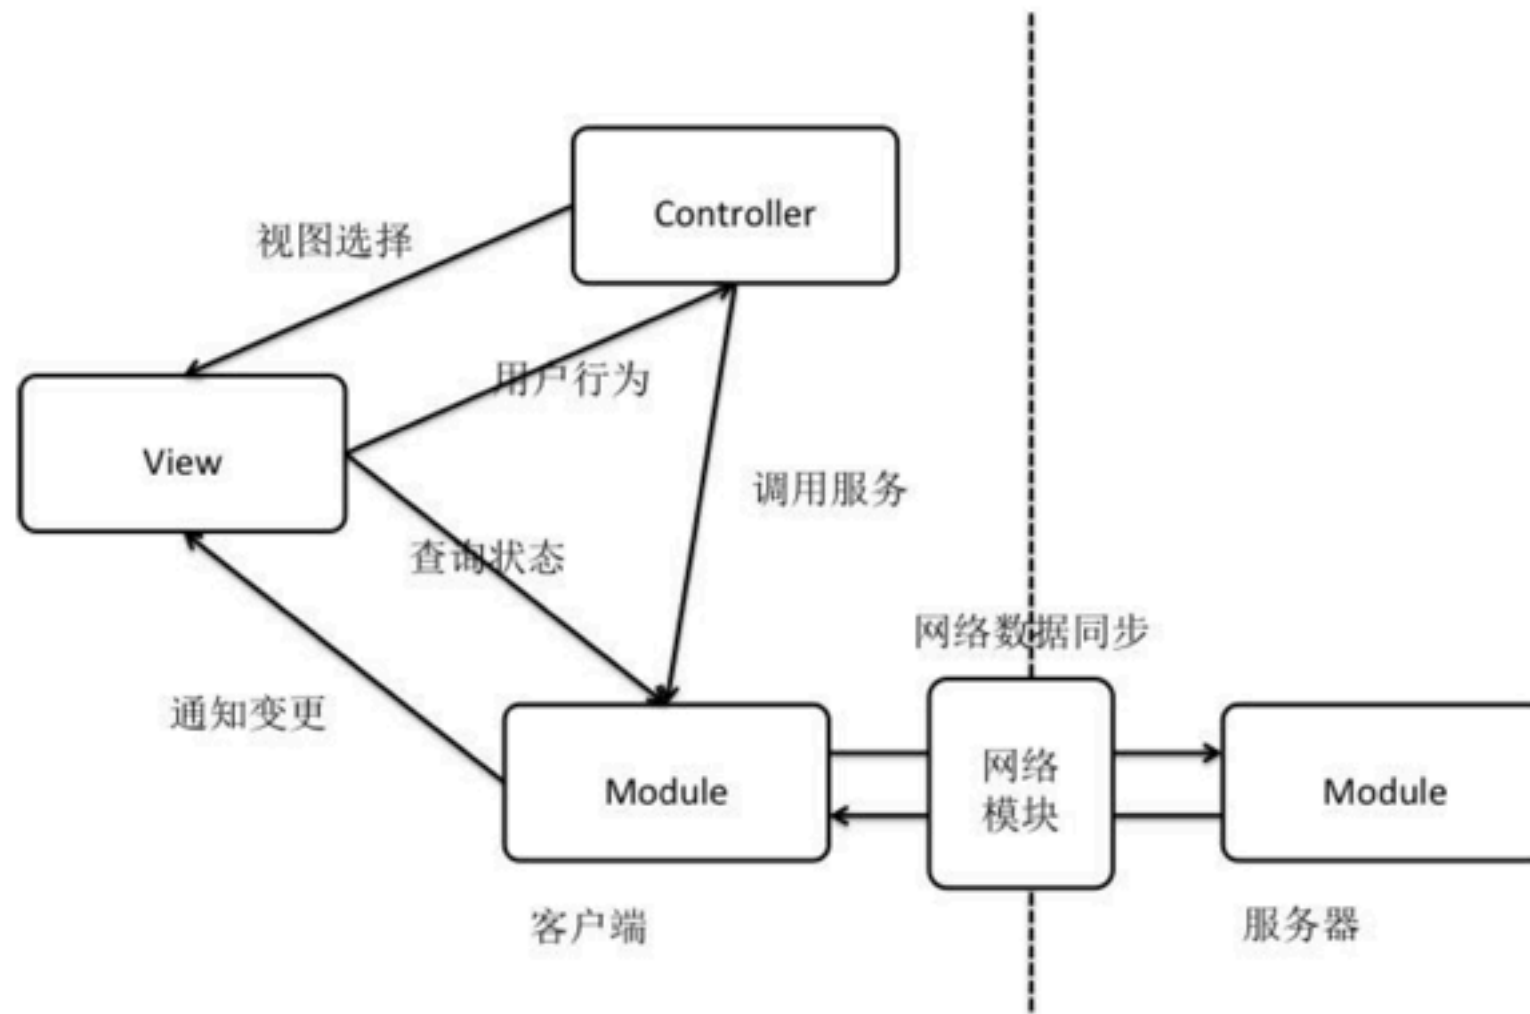 Controller
视图选择
用户行为
View
调用服务
查询状态
网络数据同步
通知变更
Module
网络
模块
Module
客户端
服务器